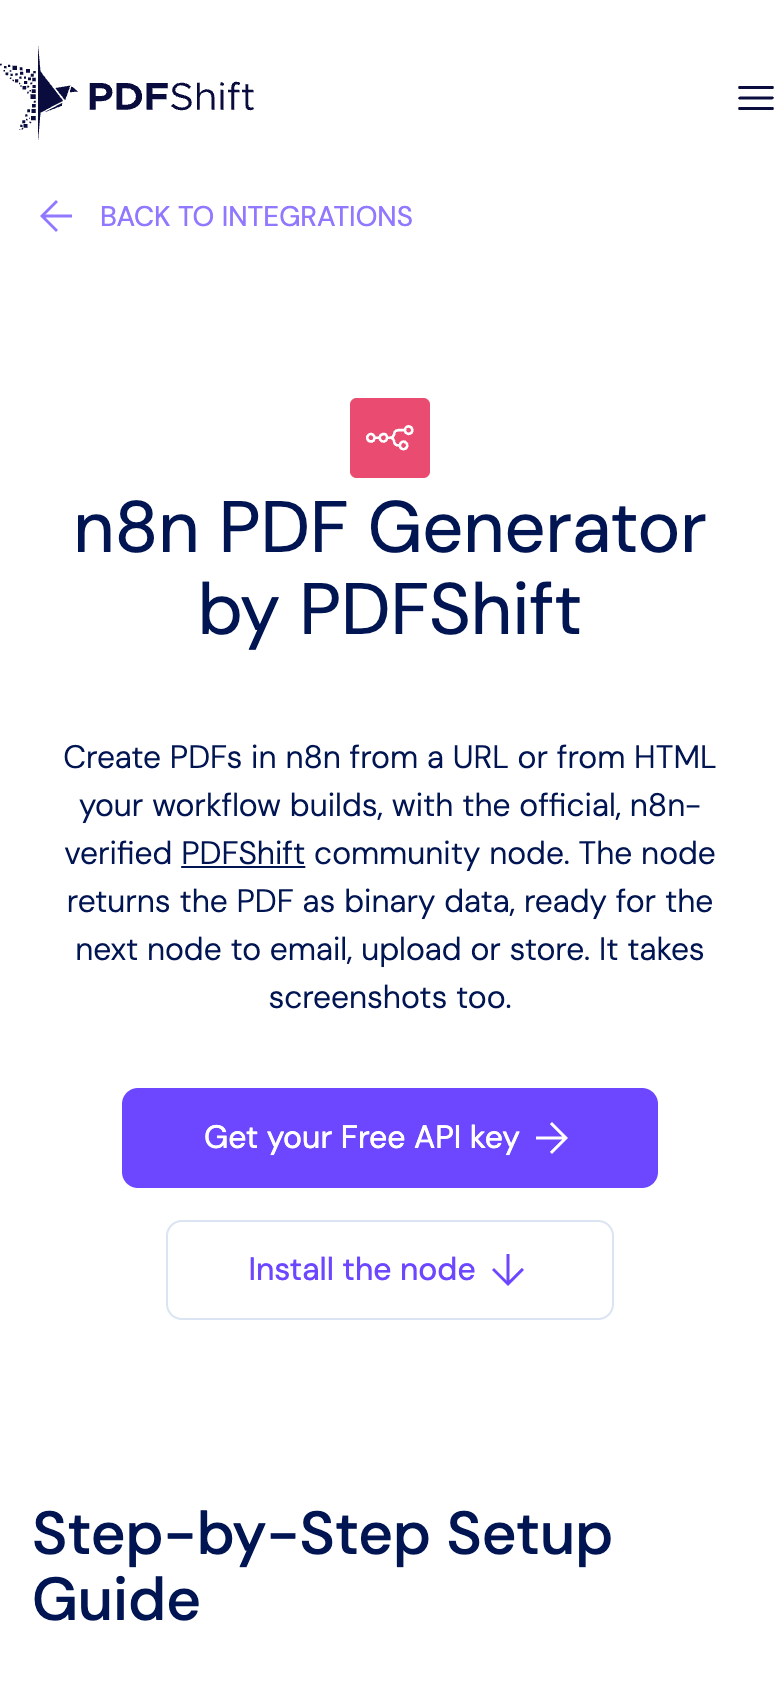 PDFShift
BACK TO INTEGRATIONS
n8n PDF Generator
by PDFShift
Create PDFs in n8n from a URL or from HTML
your workflow builds, with the official, n8n-
verified PDFShift community node. The node
returns the PDF as binary data, ready for the
next node to email, upload or store. It takes
screenshots too.
Get your Free API key
Install the node
Step-by-Step Setup
Guide